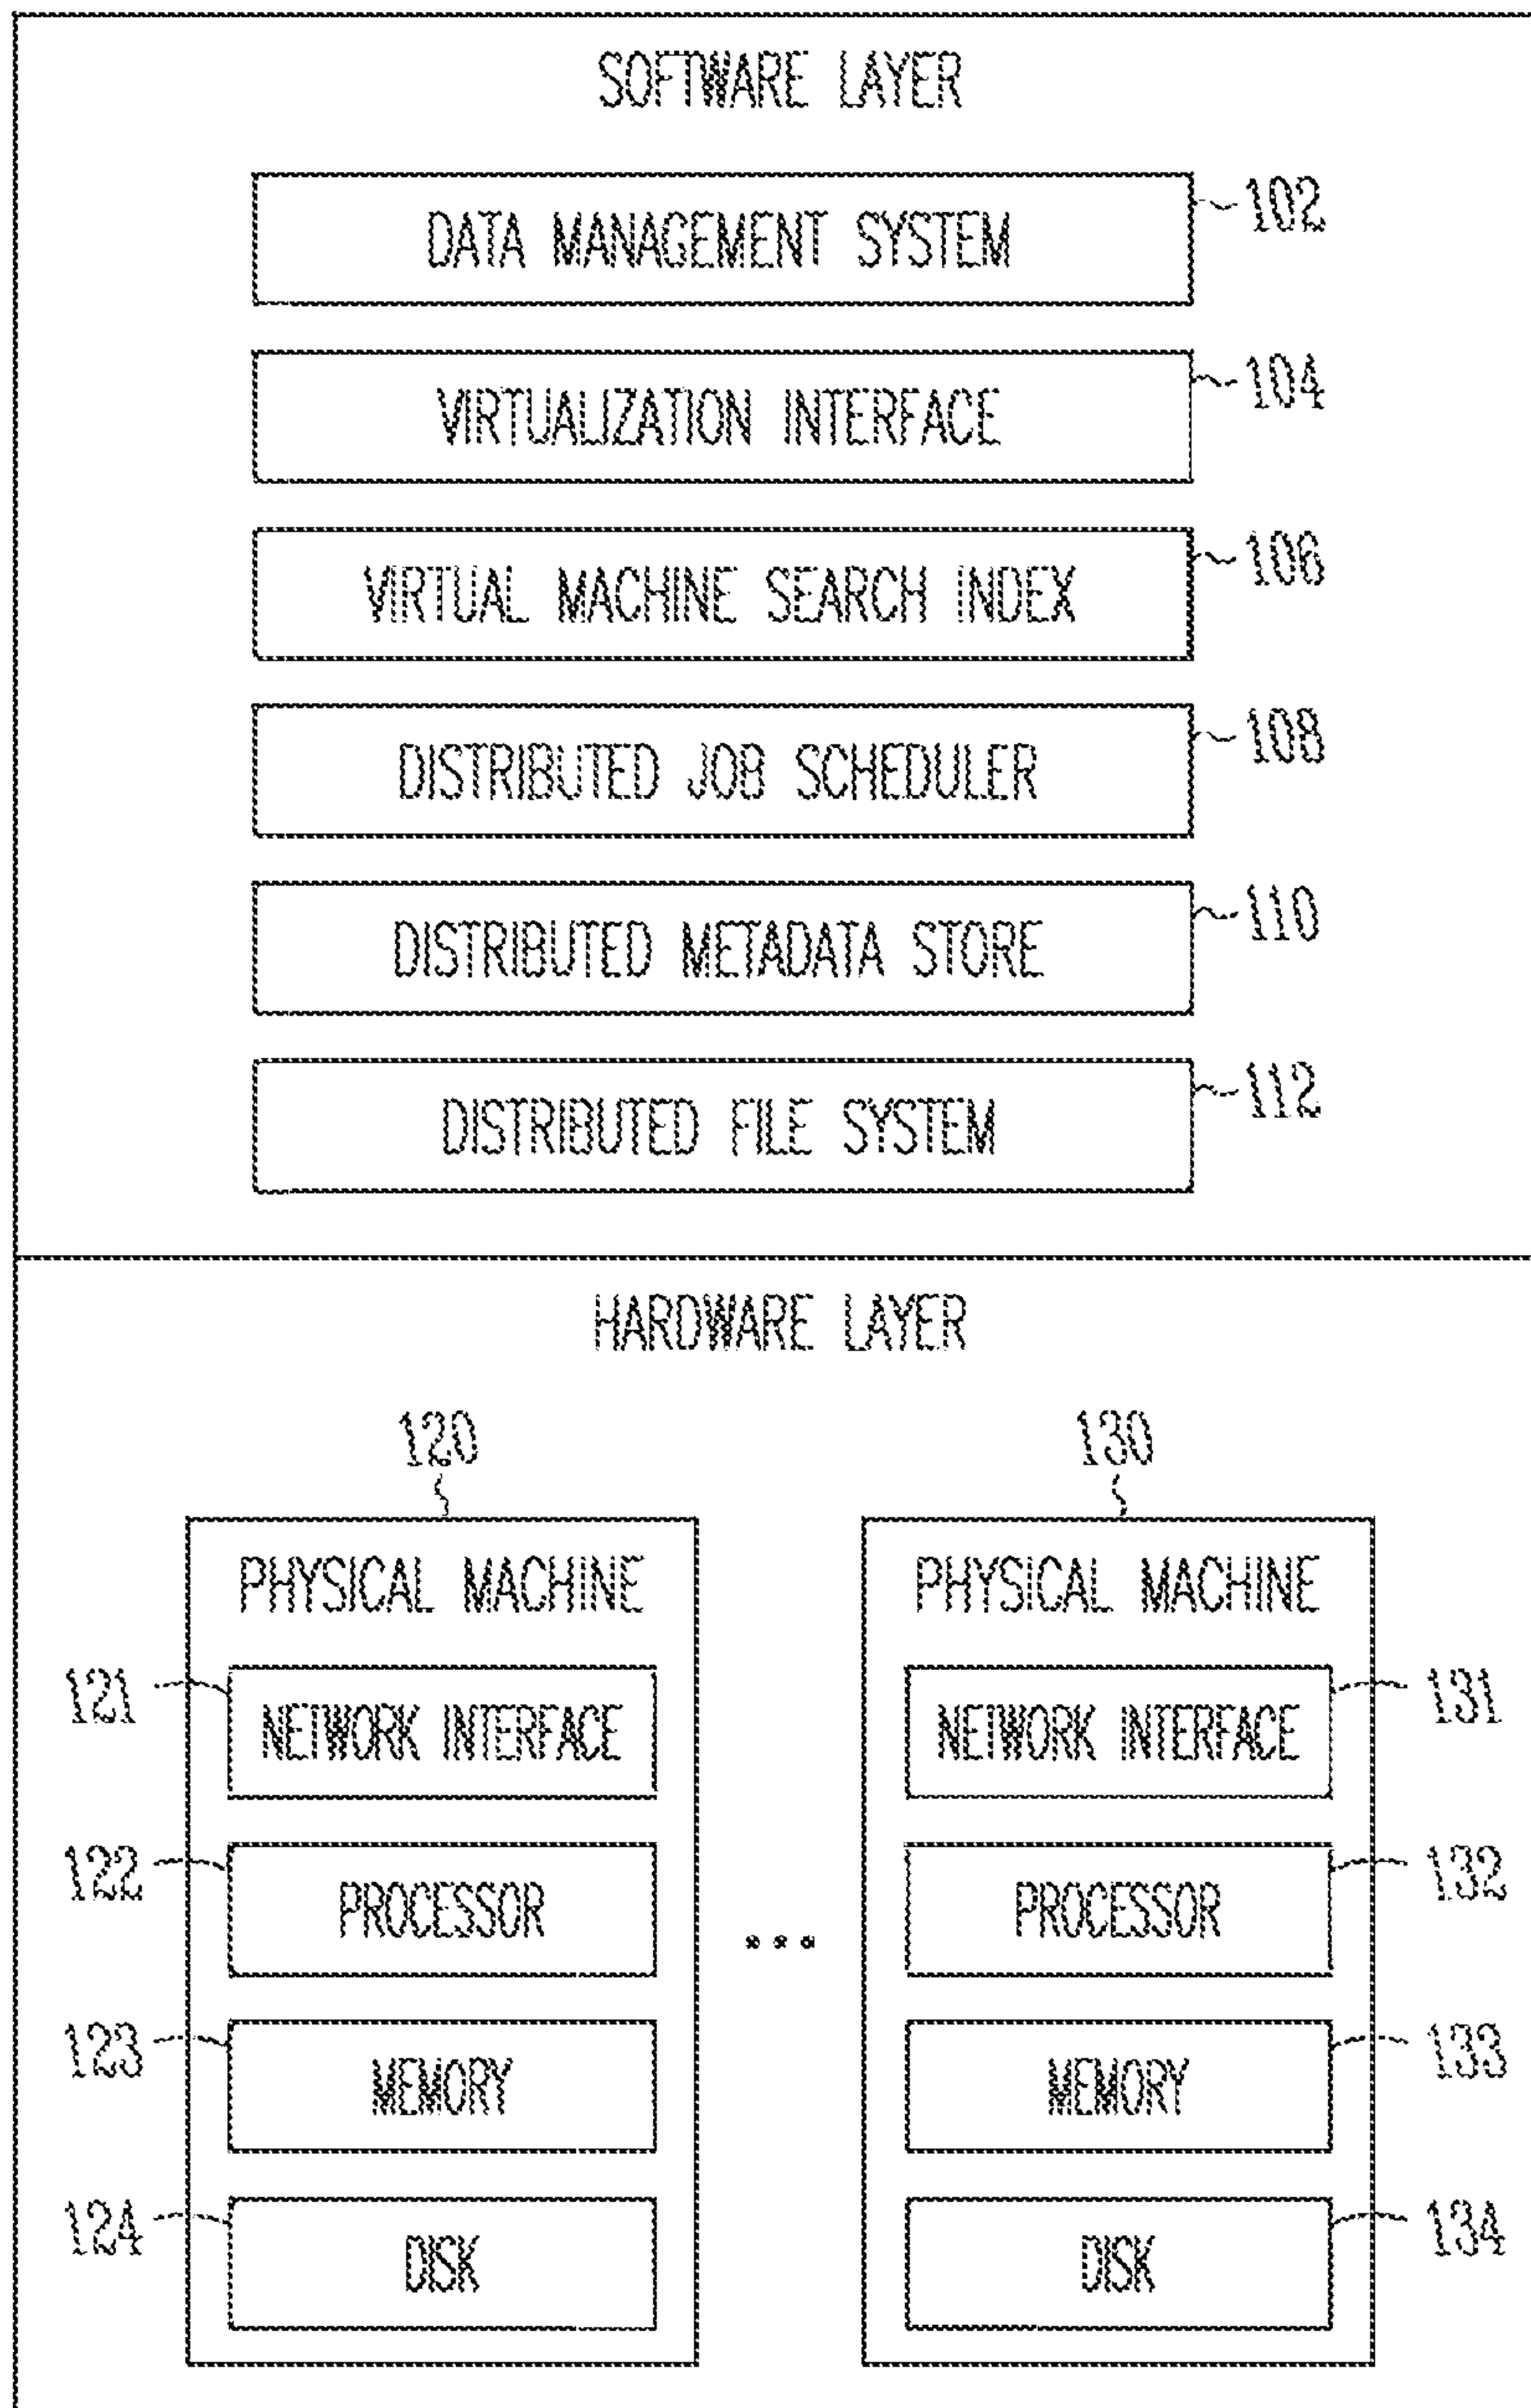 SOFTWARE LAYER
DATA MANAGEMENT SYSTEM
102
VIRTUALIZATION INTERFACE
104
VIRTUAL MACHINE SEARCH INDEX
106
DISTRIBUTED JOB SCHEDULER
108
DISTRIBUTED METADATA STORE
110
DISTRIBUTED FILE SYSTEM
112
HARDWARE LAYER
120
PHYSICAL MACHINE
121
NETWORK INTERFACE
122
PROCESSOR
123
MEMORY
124
DISK
...
130
PHYSICAL MACHINE
NETWORK INTERFACE
131
PROCESSOR
132
MEMORY
133
DISK
134